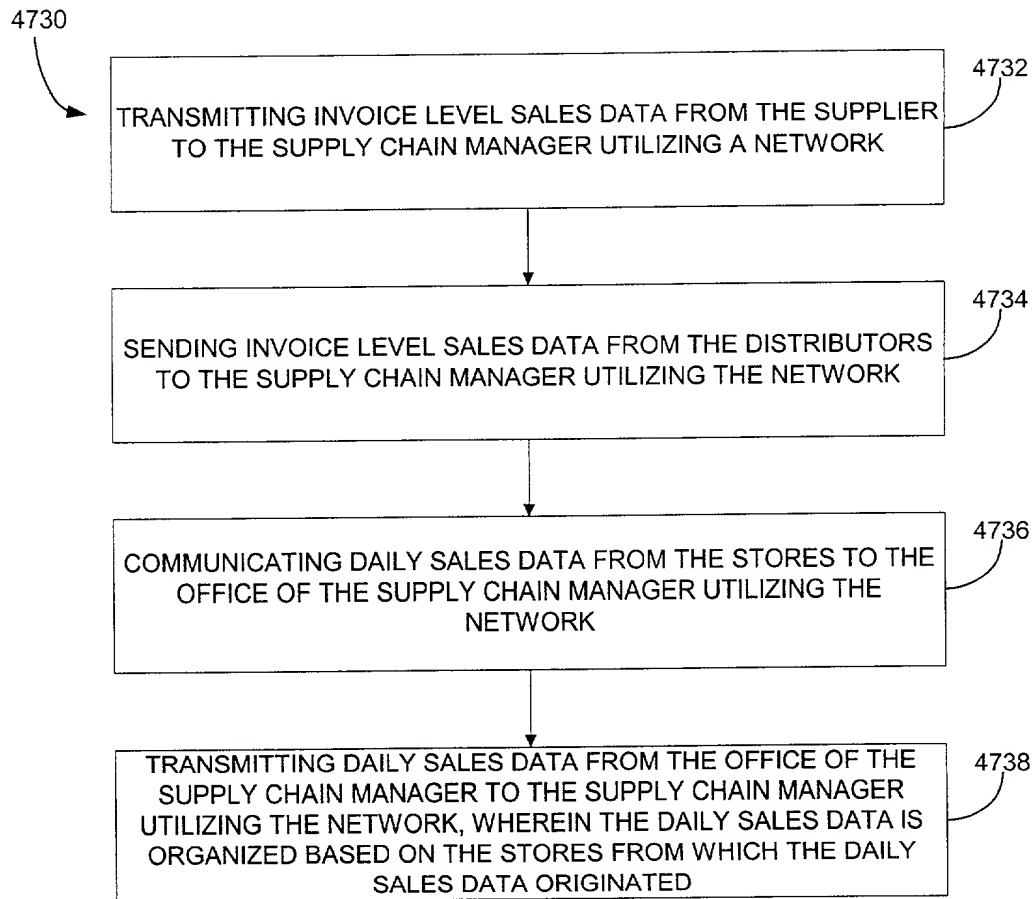 4730
4732
TRANSMITTING INVOICE LEVEL SALES DATA FROM THE SUPPLIER
TO THE SUPPLY CHAIN MANAGER UTILIZING A NETWORK
4734
SENDING INVOICE LEVEL SALES DATA FROM THE DISTRIBUTORS
TO THE SUPPLY CHAIN MANAGER UTILIZING THE NETWORK
4736
COMMUNICATING DAILY SALES DATA FROM THE STORES TO THE
OFFICE OF THE SUPPLY CHAIN MANAGER UTILIZING THE
NETWORK
4738
TRANSMITTING DAILY SALES DATA FROM THE OFFICE OF THE
SUPPLY CHAIN MANAGER TO THE SUPPLY CHAIN MANAGER
UTILIZING THE NETWORK, WHEREIN THE DAILY SALES DATA IS
ORGANIZED BASED ON THE STORES FROM WHICH THE DAILY
SALES DATA ORIGINATED